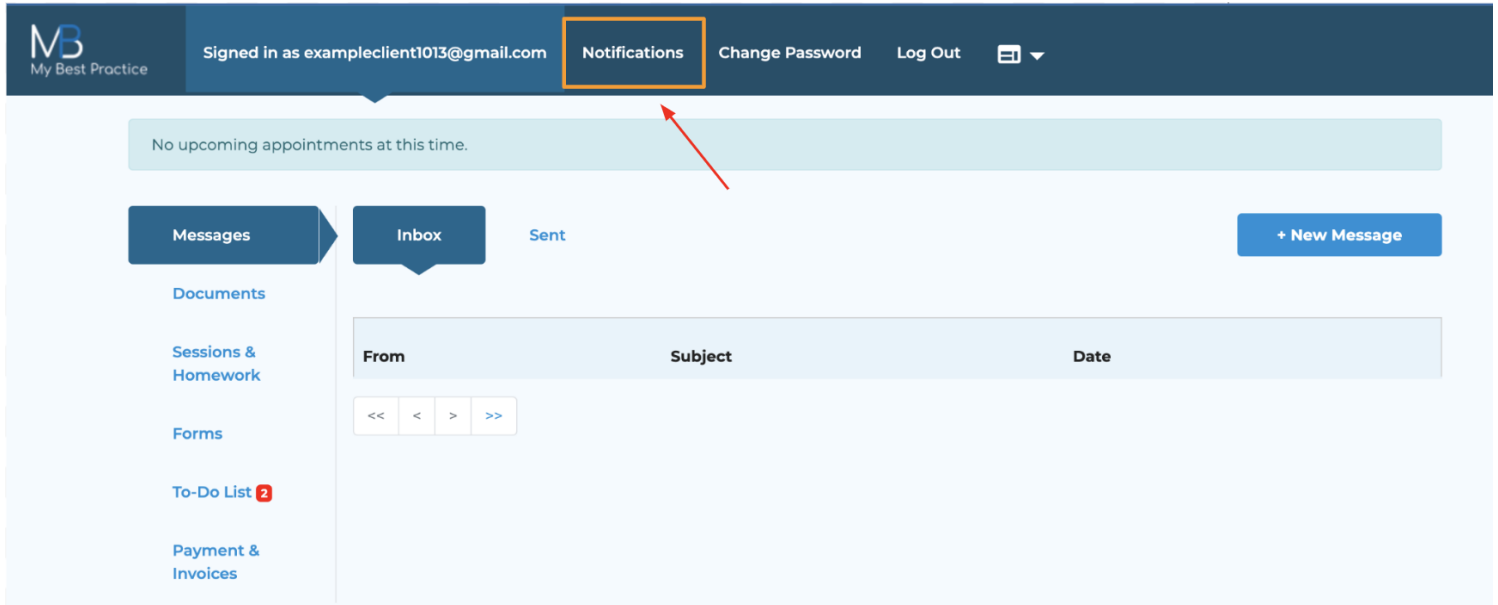 MB
My Best Practice
Signed in as exampleclient1013@gmail.com
Notifications
Change Password
Log Out
No upcoming appointments at this time.
Messages
Inbox
Sent
+ New Message
Documents
Sessions &
Homework
From
Subject
Date
<< < > >>
Forms
To-Do List 2
Payment &
Invoices